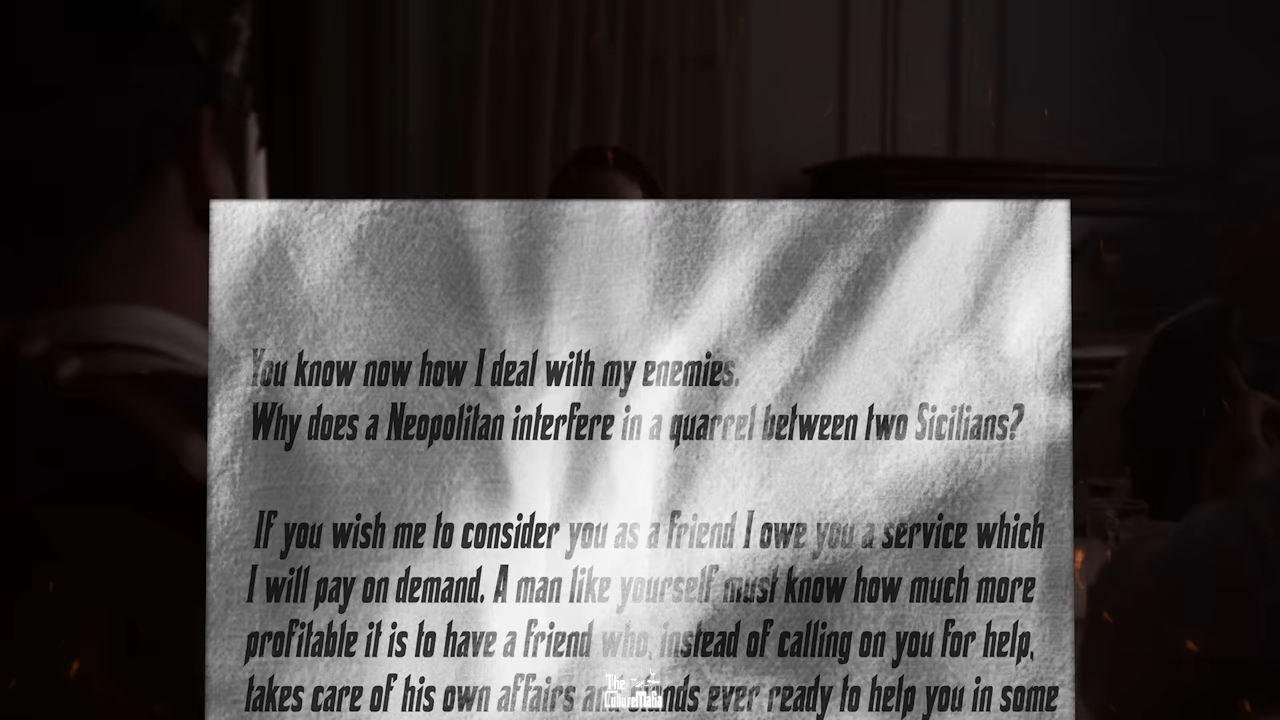 You know now how I deal with my enemies.
Why does a Neopolitan interfere in a quarrel between two Sicilians?
If you wish me to consider you as a friend I owe you a service which
I will pay on demand. A man like yourself must know how much more
profitable it is to have a friend who, instead of calling on you for help,
takes care of his own affairs and stands ever ready to help you in some
The
CultureMafia